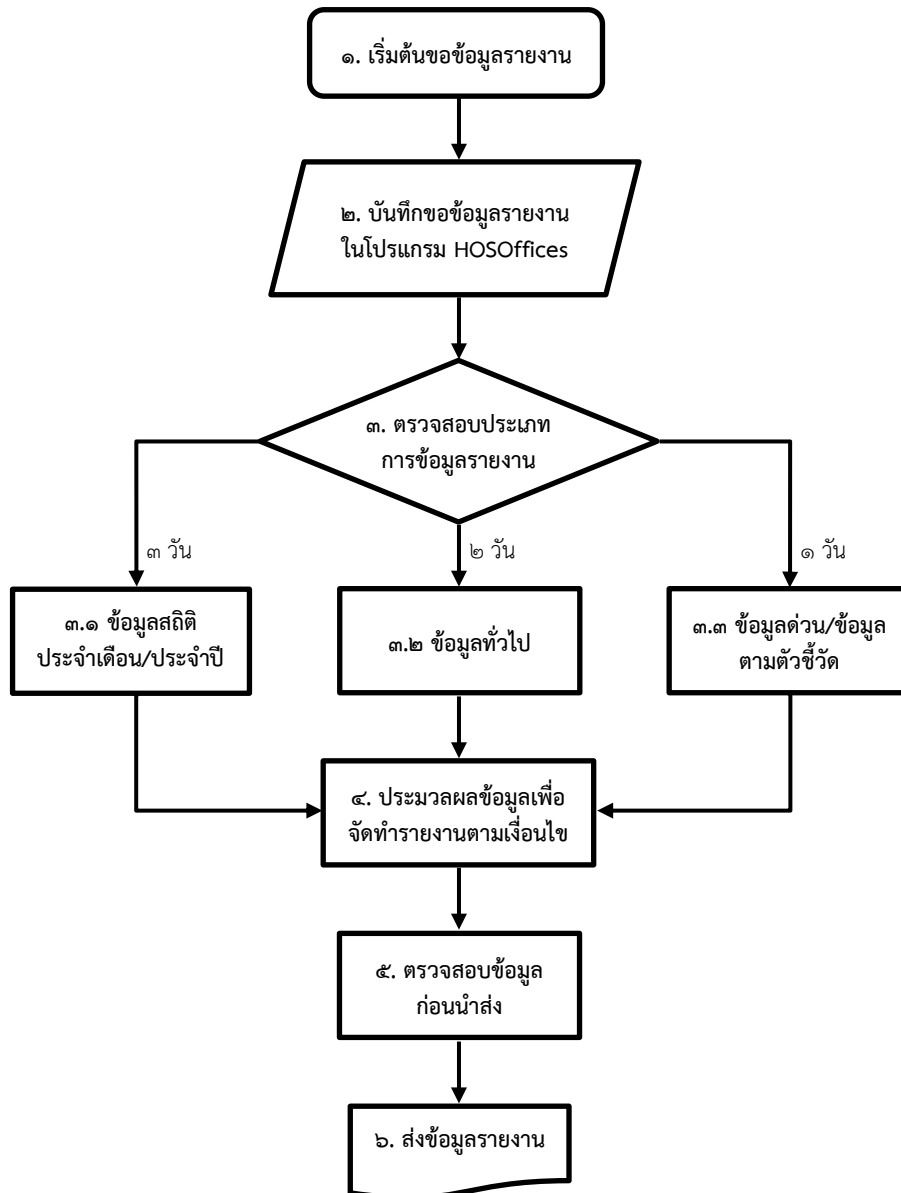 ๑. เริ่มต้นขอข้อมูลรายงาน
๒. บันทึกขอข้อมูลรายงาน
ในโปรแกรม HOSOffices
๓. ตรวจสอบประเภท
การข้อมูลรายงาน
๓ วัน
๒ วัน
๑ วัน
๓.๑ ข้อมูลสถิติ
ประจำเดือน/ประจำปี
๓.๒ ข้อมูลทั่วไป
๓.๓ ข้อมูลด่วน/ข้อมูล
ตามตัวชี้วัด
๔. ประมวลผลข้อมูลเพื่อ
จัดทำรายงานตามเงื่อนไข
๕. ตรวจสอบข้อมูล
ก่อนนำส่ง
๖. ส่งข้อมูลรายงาน